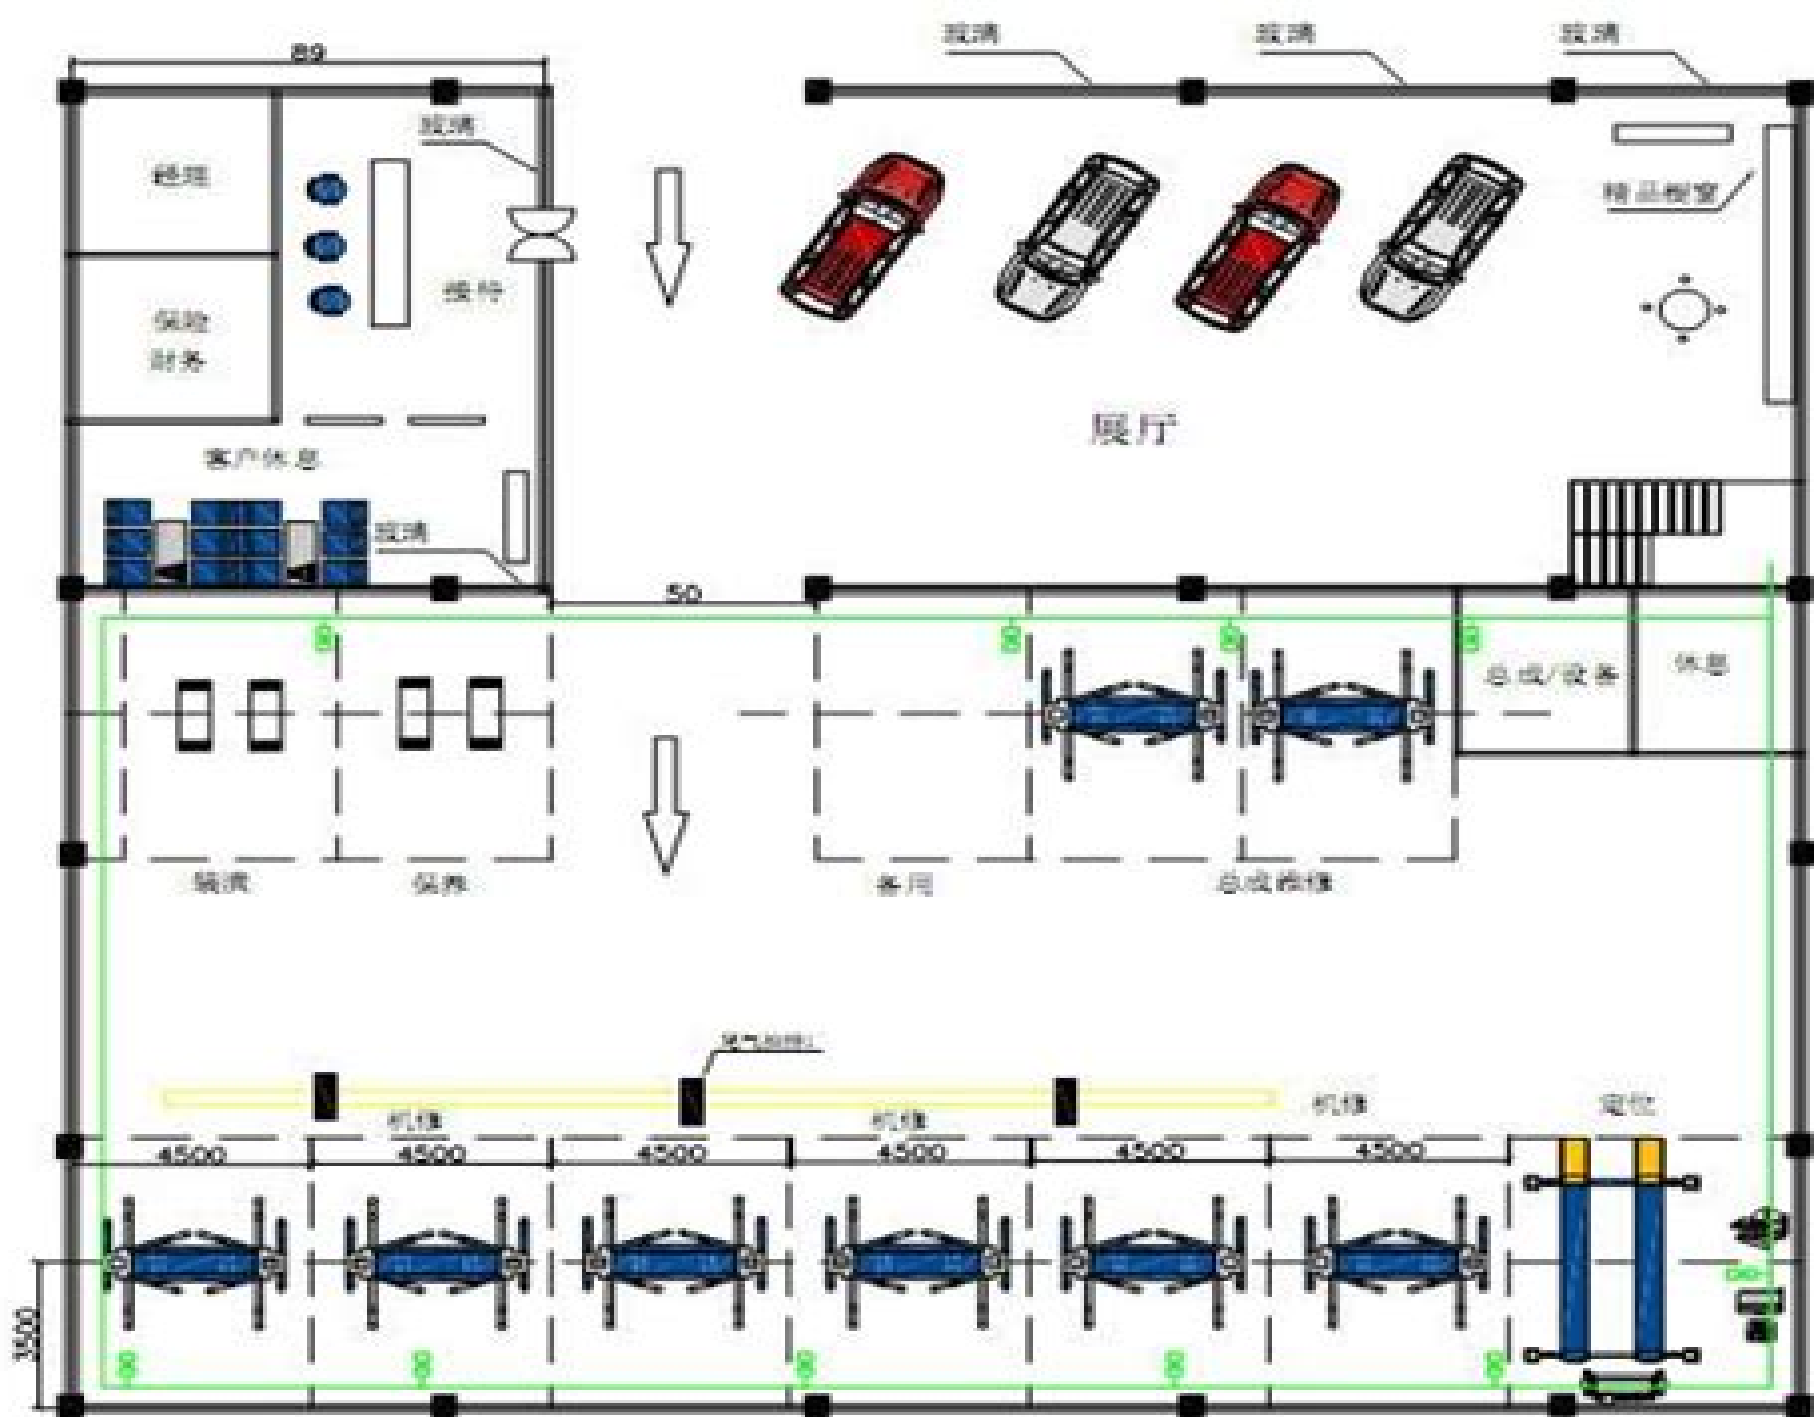 玻璃
玻璃
玻璃
89
玻璃
经理
精品橱窗
接待
保险
财务
展厅
客户休息
玻璃
50
总成/设备
休息
保养
备用
总成维修
机修
机修
机修
定位
4500
4500
4500
4500
4500
4500
3500